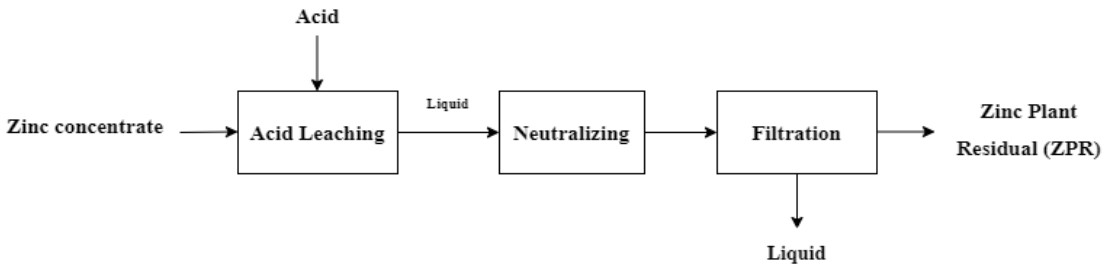 Acid
Zinc concentrate
Acid Leaching
Liquid
Neutralizing
Filtration
Zinc Plant
Residual (ZPR)
Liquid